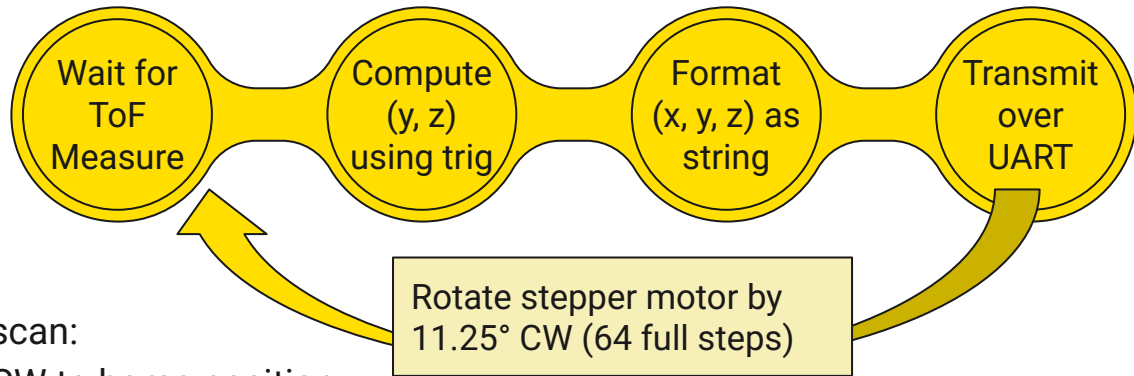 Wait for
ToF
Measure
Compute
(y, z)
using trig
Format
(x, y, z) as
string
Transmit
over
UART
Rotate stepper motor by
11.25° CW (64 full steps)
scan: